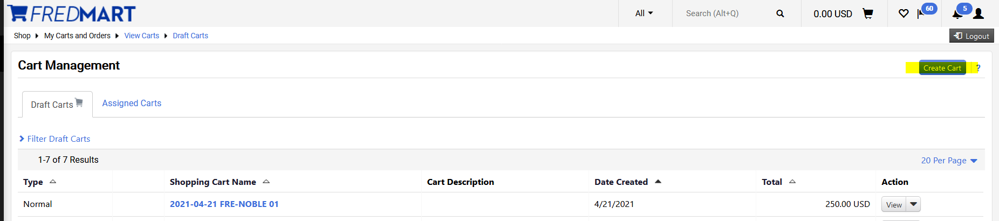 FREDMART
All
Search (Alt+Q)
0.00 USD
60
5
Shop My Carts and Orders View Carts Draft Carts
Logout
Cart Management
Create Cart ?
Draft Carts Assigned Carts
Filter Draft Carts
1-7 of 7 Results
20 Per Page
Type Shopping Cart Name Cart Description Date Created Total Action
Normal 2021-04-21 FRE-NOBLE 01 4/21/2021 250.00 USD View